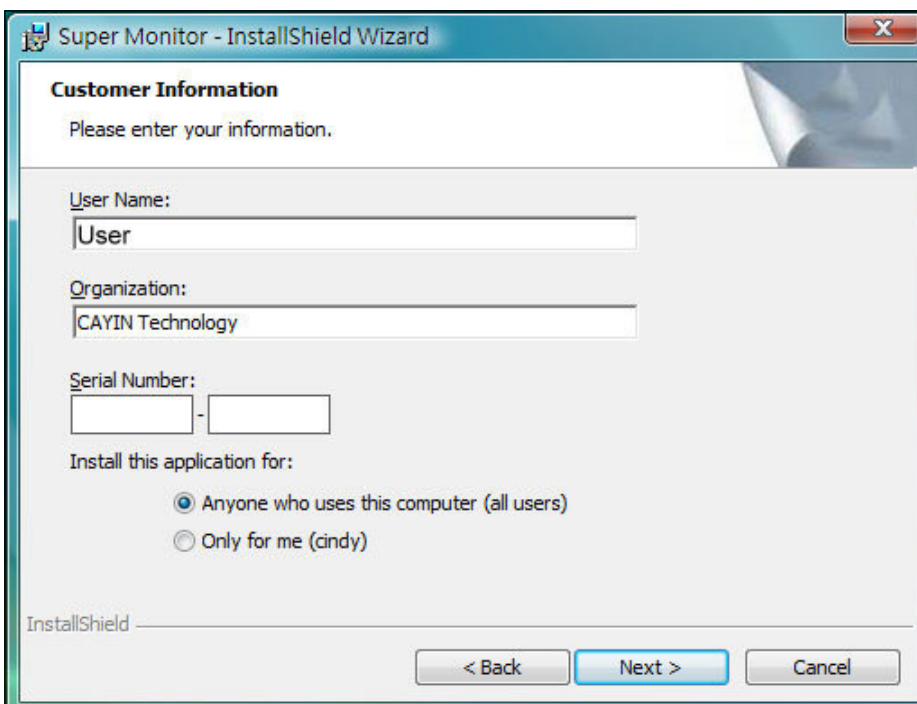 Super Monitor - InstallShield Wizard
Customer Information
Please enter your information.
User Name:
User
Organization:
CAYIN Technology
Serial Number:
-
Install this application for:
Anyone who uses this computer (all users)
Only for me (cindy)
InstallShield
< Back Next > Cancel